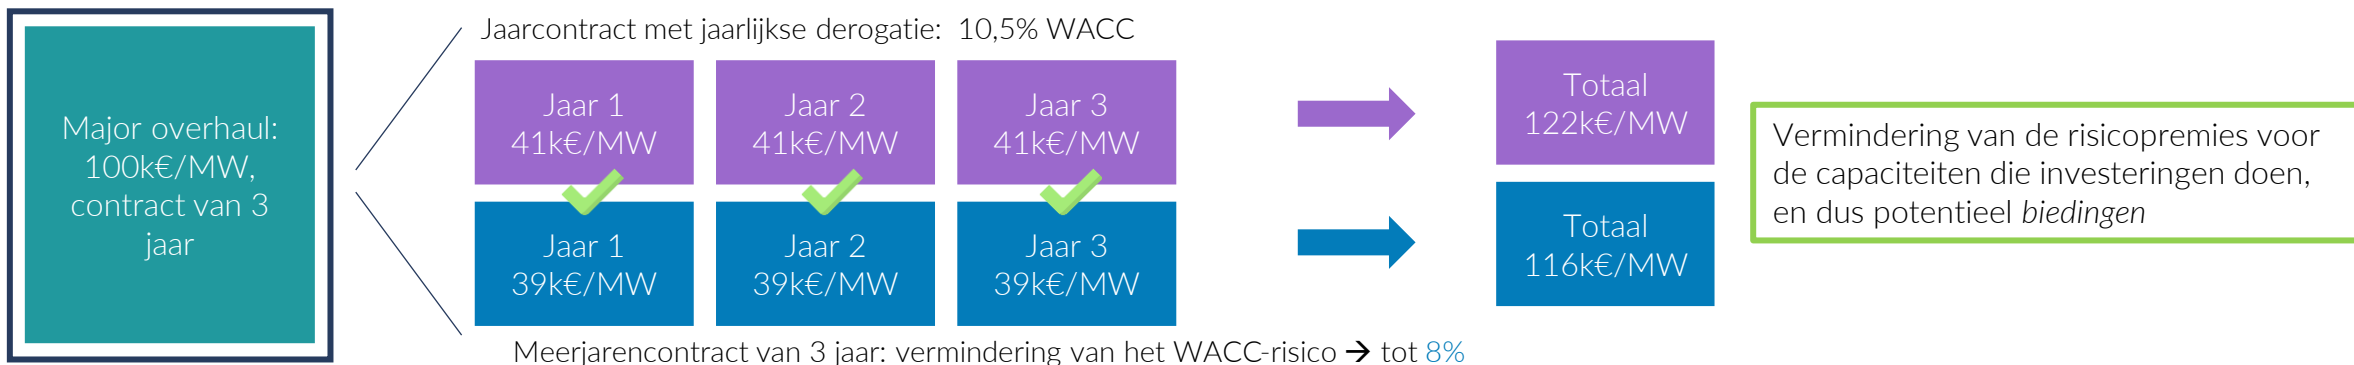 Major overhaul:
100k€/MW,
contract van 3
jaar
Jaarcontract met jaarlijkse derogatie: 10,5% WACC
Jaar 1
41k€/MW
Jaar 2
41k€/MW
Jaar 3
41k€/MW
Totaal
122k€/MW
Jaar 1
39k€/MW
Jaar 2
39k€/MW
Jaar 3
39k€/MW
Totaal
116k€/MW
Meerjarencontract van 3 jaar: vermindering van het WACC-risico → tot 8%
Vermindering van de risicopremies voor
de capaciteiten die investeringen doen,
en dus potentieel biedingen